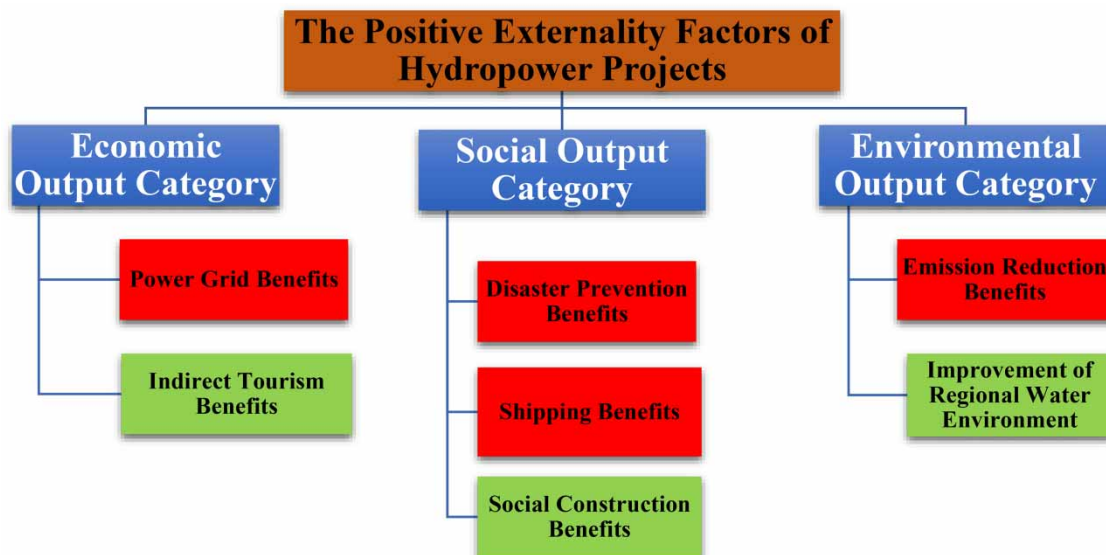 The Positive Externality Factors of
Hydropower Projects
Economic
Output Category
Power Grid Benefits
Indirect Tourism
Benefits
Social Output
Category
Disaster Prevention
Benefits
Shipping Benefits
Social Construction
Benefits
Environmental
Output Category
Emission Reduction
Benefits
Improvement of
Regional Water
Environment